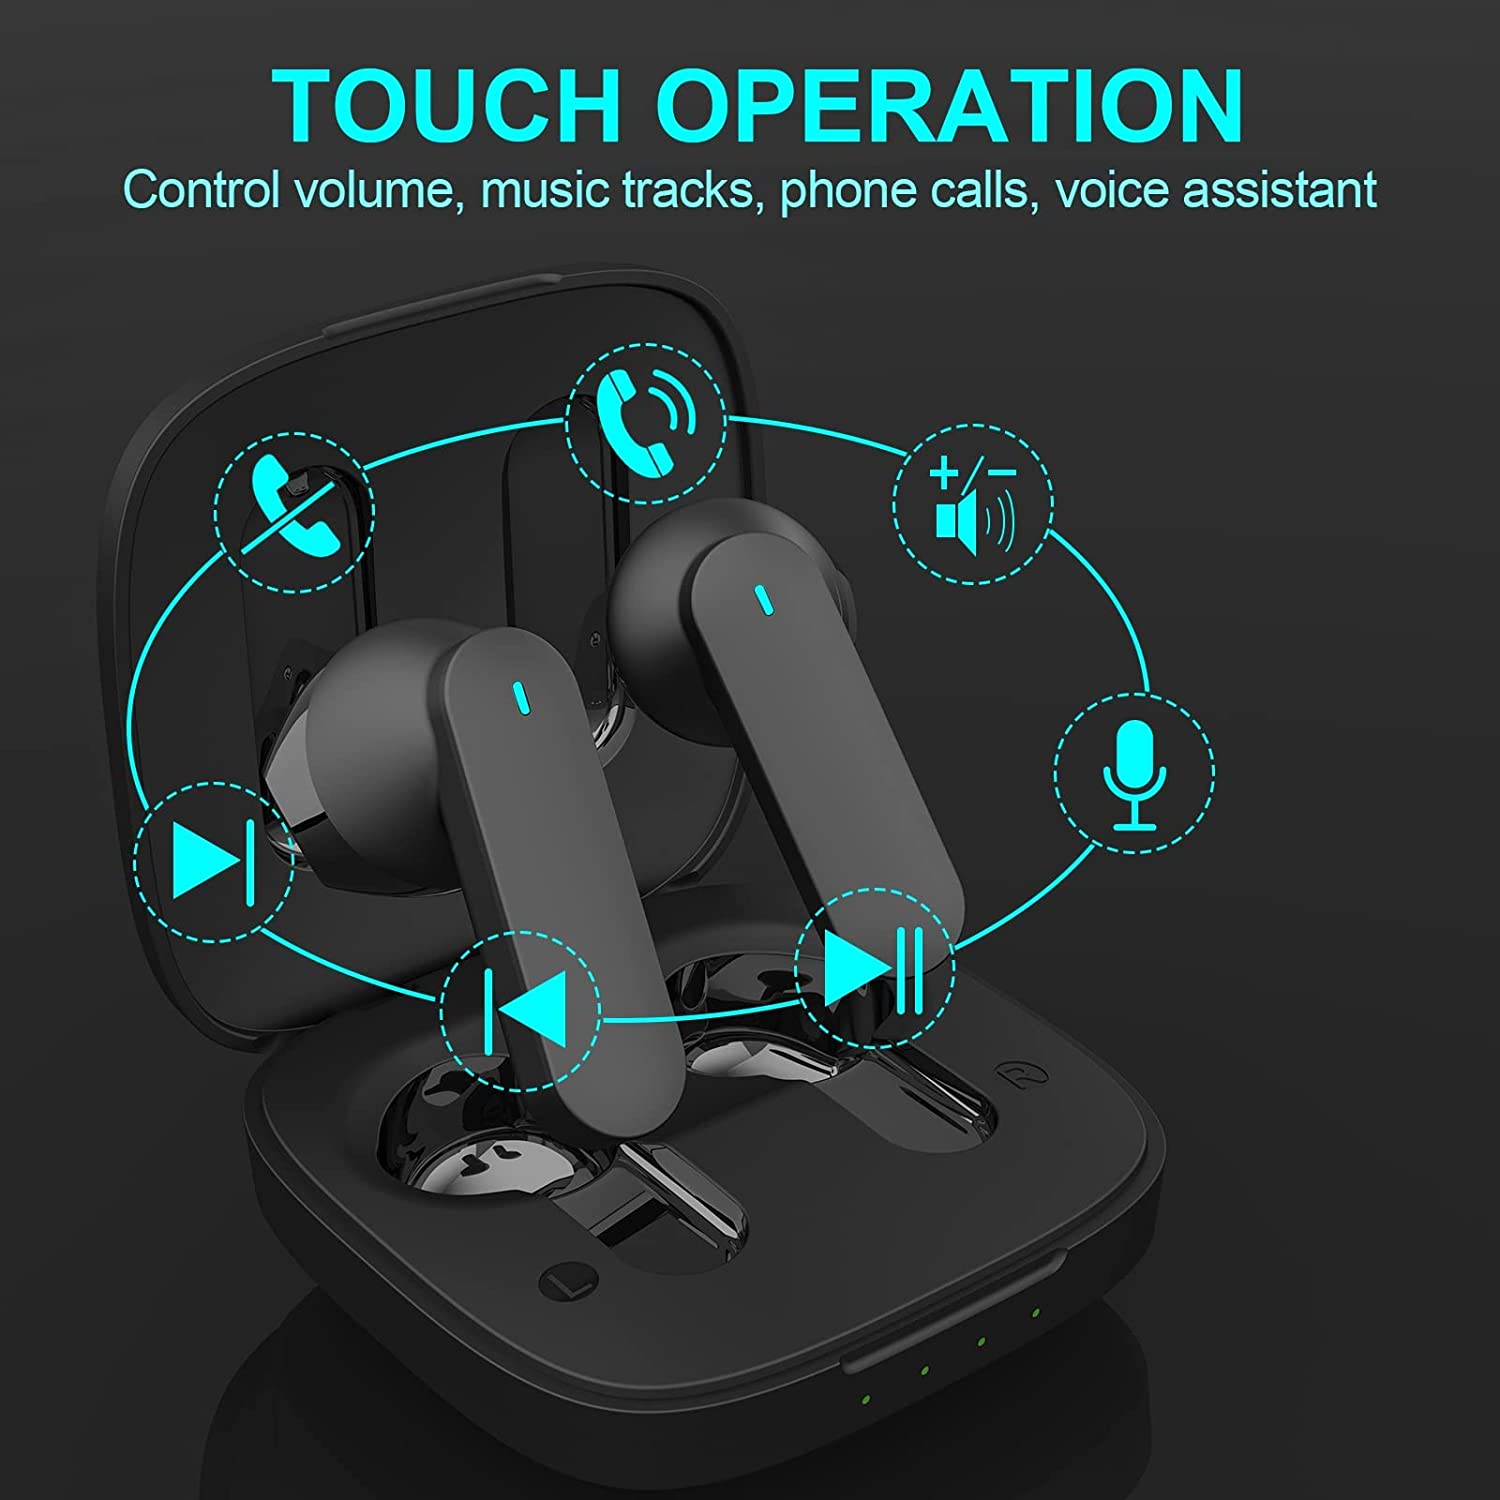 TOUCH OPERATION
Control volume, music tracks, phone calls, voice assistant
R
L